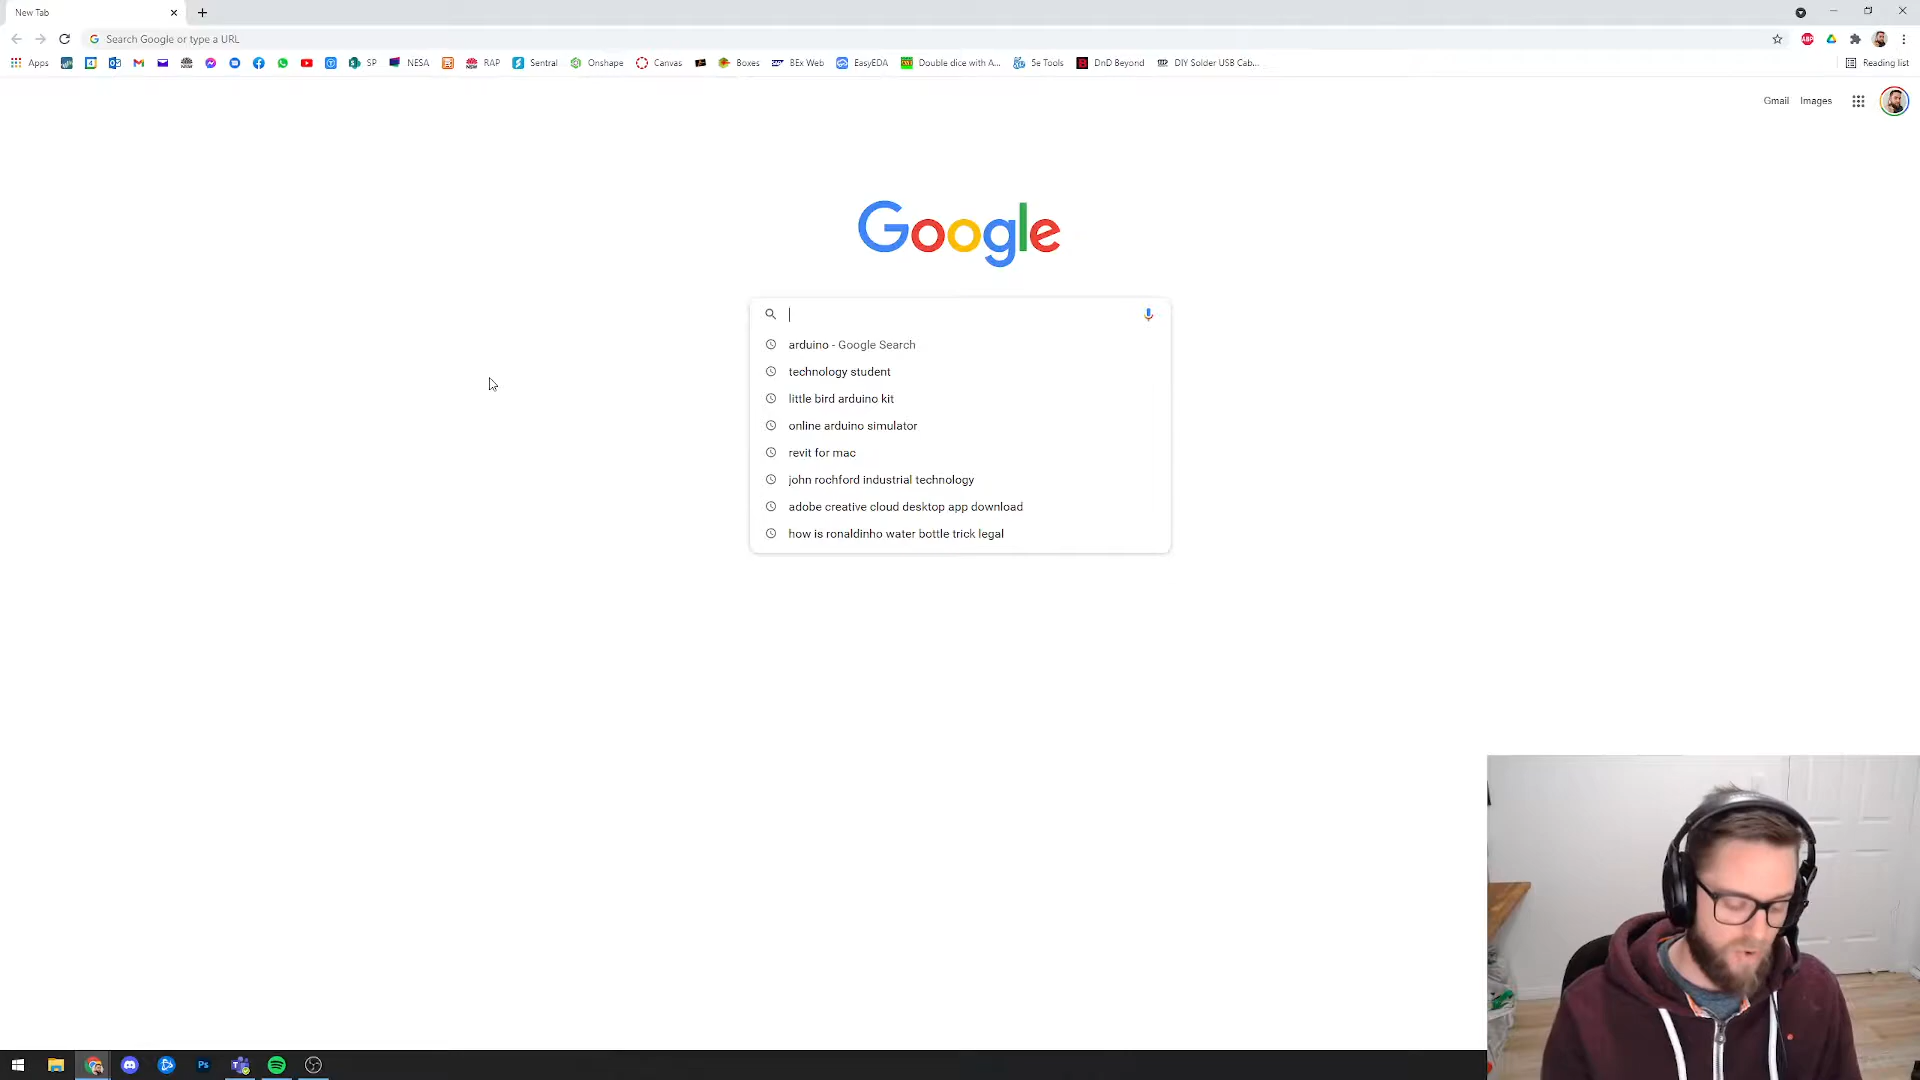 New Tab
Search Google or type a URL
Apps SP NESA RAP Sentral Onshape Canvas Boxes BEx Web EasyEDA Double dice with A... 5e Tools DnD Beyond DIY Solder USB Cab... Reading list
Gmail Images
Google
arduino - Google Search
technology student
little bird arduino kit
online arduino simulator
revit for mac
john rochford industrial technology
adobe creative cloud desktop app download
how is ronaldinho water bottle trick legal
Ps